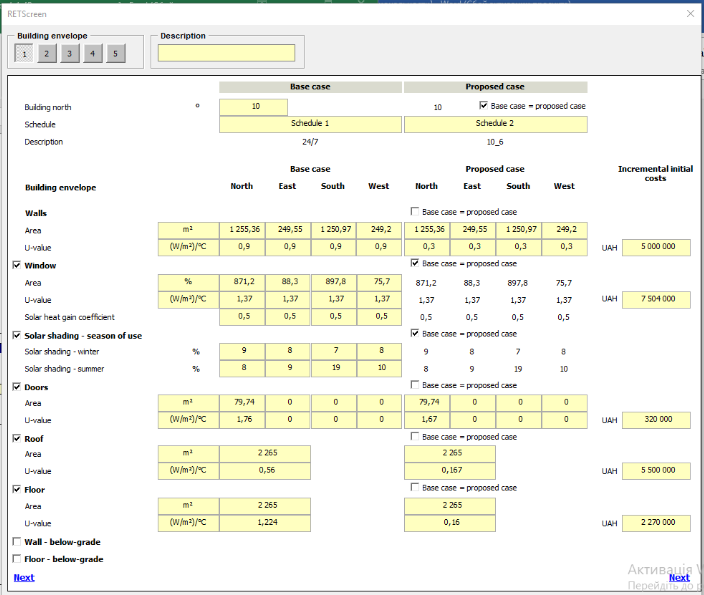 RETScreen
Building envelope Description
1 2 3 4 5
Base case Proposed case
Building north ° 10 10 Base case = proposed case
Schedule Schedule 1 Schedule 2
Description 24/7 10_6
Base case Proposed case Incremental initial costs
Building envelope North East South West North East South West
Walls Base case = proposed case
Area m² 1 255,36 249,55 1 250,97 249,2 1 255,36 249,55 1 250,97 249,2
U-value (W/m²)/°C 0,9 0,9 0,9 0,9 0,3 0,3 0,3 0,3 UAH 5 000 000
Window Base case = proposed case
Area % 871,2 88,3 897,8 75,7 871,2 88,3 897,8 75,7
U-value (W/m²)/°C 1,37 1,37 1,37 1,37 1,37 1,37 1,37 1,37 UAH 7 504 000
Solar heat gain coefficient 0,5 0,5 0,5 0,5 0,5 0,5 0,5 0,5
Solar shading - season of use Base case = proposed case
Solar shading - winter % 9 8 7 8 9 8 7 8
Solar shading - summer % 8 9 19 10 8 9 19 10
Doors Base case = proposed case
Area m² 79,74 0 0 0 79,74 0 0 0
U-value (W/m²)/°C 1,76 0 0 0 1,67 0 0 0 UAH 320 000
Roof Base case = proposed case
Area m² 2 265 2 265
U-value (W/m²)/°C 0,56 0,167 UAH 5 500 000
Floor Base case = proposed case
Area m² 2 265 2 265
U-value (W/m²)/°C 1,224 0,16 UAH 2 270 000
Wall - below-grade
Floor - below-grade
Активація
Next Next
Перейдіть до